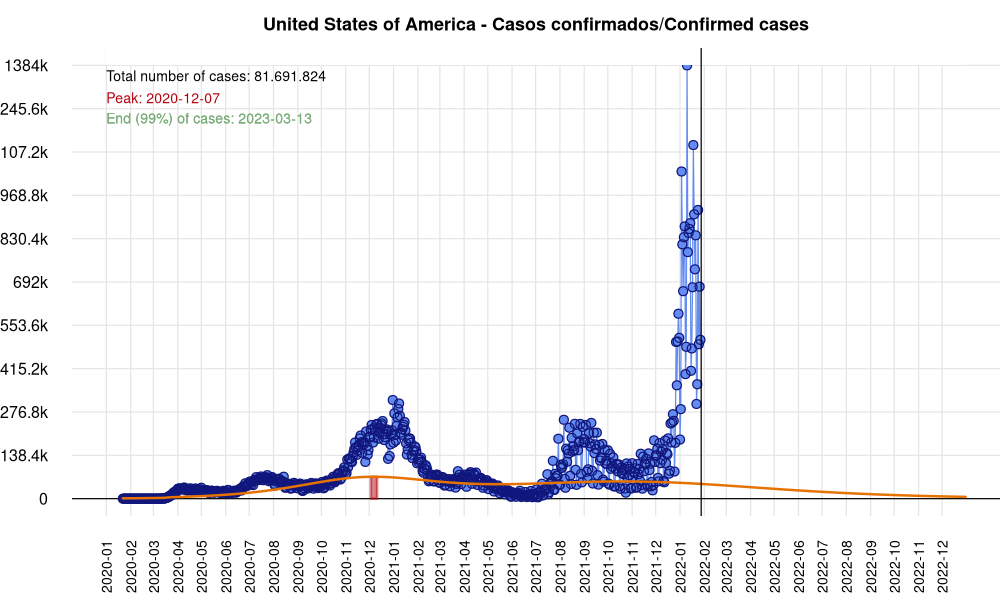 United States of America - Casos confirmados/Confirmed cases
Total number of cases: 81.691.824
Peak: 2020-12-07
End (99%) of cases: 2023-03-13
1384k
245.6k
107.2k
968.8k
830.4k
692k
553.6k
415.2k
276.8k
138.4k
0
2020-01
2020-02
2020-03
2020-04
2020-05
2020-06
2020-07
2020-08
2020-09
2020-10
2020-11
2020-12
2021-01
2021-02
2021-03
2021-04
2021-05
2021-06
2021-07
2021-08
2021-09
2021-10
2021-11
2021-12
2022-01
2022-02
2022-03
2022-04
2022-05
2022-06
2022-07
2022-08
2022-09
2022-10
2022-11
2022-12